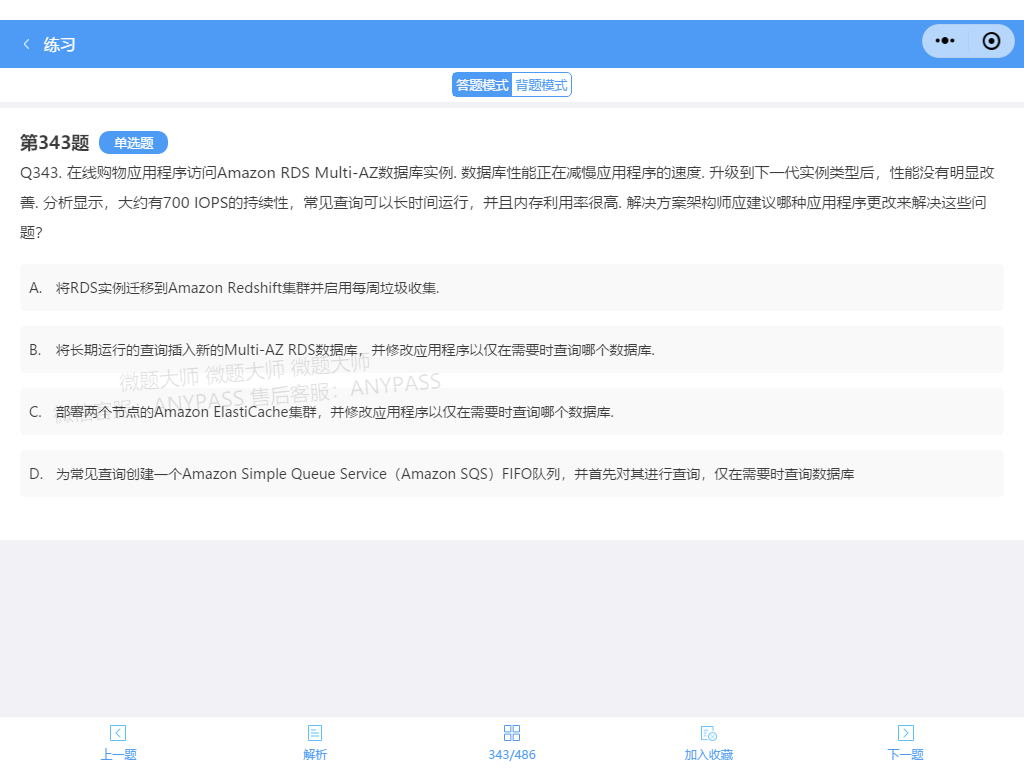 练习
答题模式 背题模式
第343题 单选题
Q343. 在线购物应用程序访问Amazon RDS Multi-AZ数据库实例. 数据库性能正在减慢应用程序的速度. 升级到下一代实例类型后，性能没有明显改
善. 分析显示，大约有700 IOPS的持续性，常见查询可以长时间运行，并且内存利用率很高. 解决方案架构师应建议哪种应用程序更改来解决这些问
题？
A. 将RDS实例迁移到Amazon Redshift集群并启用每周垃圾收集.
B. 将长期运行的查询插入新的Multi-AZ RDS数据库，并修改应用程序以仅在需要时查询哪个数据库.
微题大师 微题大师 微题大师
微信客服：ANYPASS 售后客服：ANYPASS
C. 部署两个节点的Amazon ElastiCache集群，并修改应用程序以仅在需要时查询哪个数据库.
D. 为常见查询创建一个Amazon Simple Queue Service（Amazon SQS）FIFO队列，并首先对其进行查询，仅在需要时查询数据库
上一题 解析 343/486 加入收藏 下一题